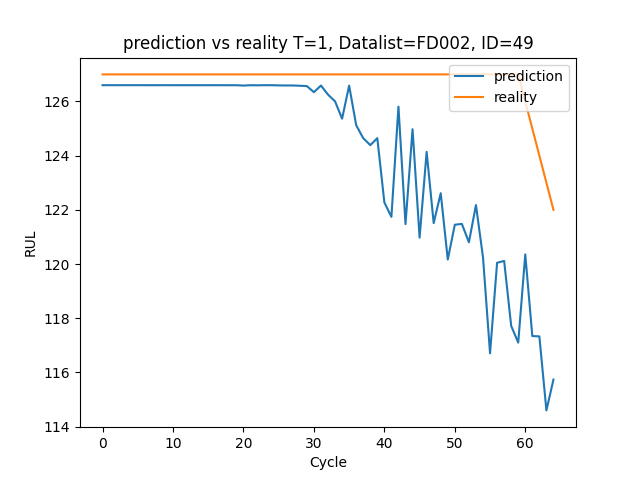 prediction vs reality T=1, Datalist=FD002, ID=49
prediction
reality
RUL
126
124
122
120
118
116
114
0 10 20 30 40 50 60
Cycle